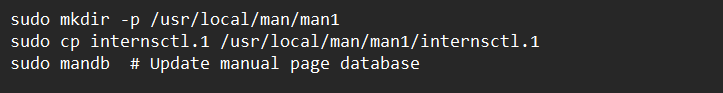 sudo mkdir -p /usr/local/man/man1
sudo cp internsctl.1 /usr/local/man/man1/internsctl.1
sudo mandb  # Update manual page database